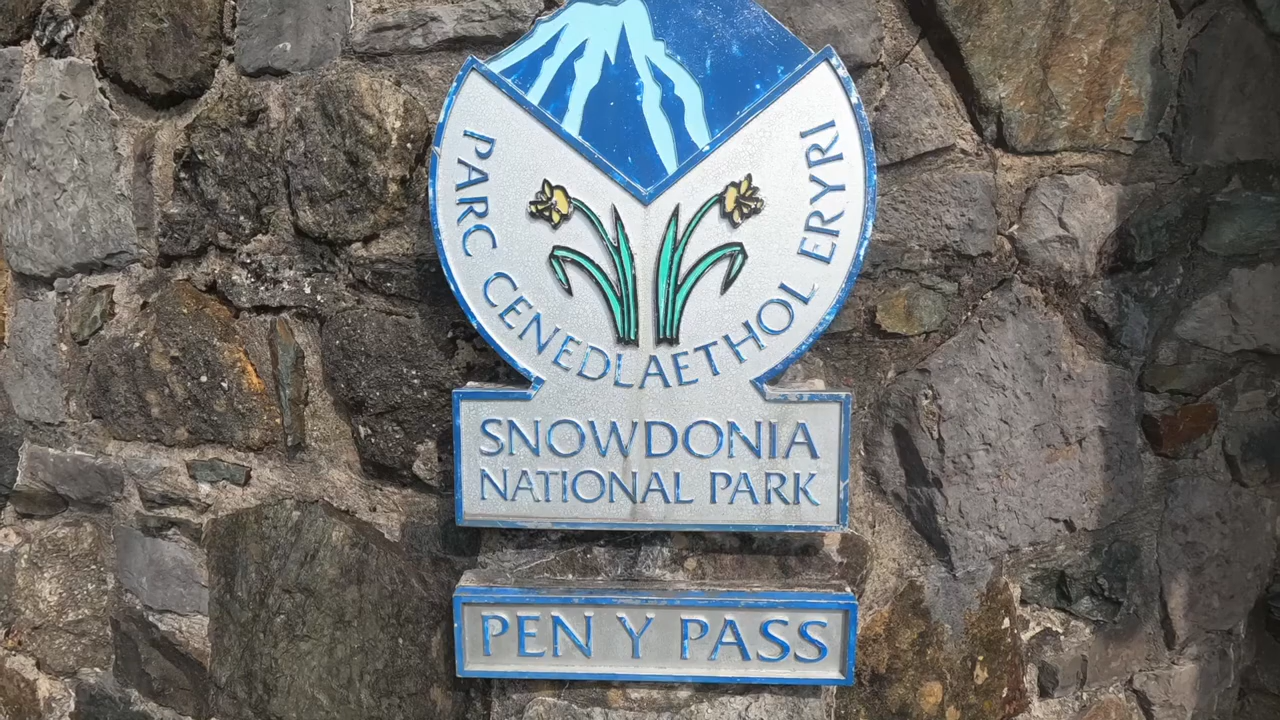 PARC CENEDLAETHOL ERYRI
SNOWDONIA
NATIONAL PARK
PEN Y PASS